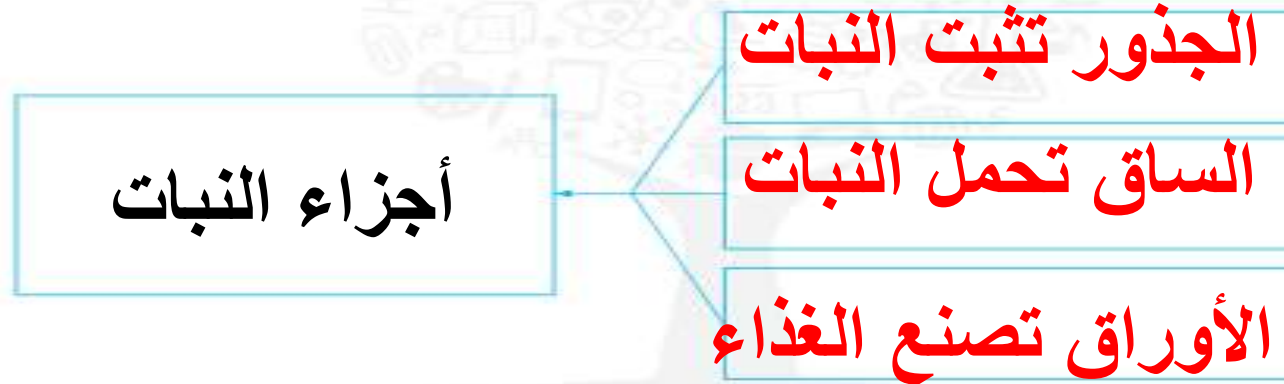 الجذور تثبت النبات
الساق تحمل النبات
الأوراق تصنع الغذاء
أجزاء النبات